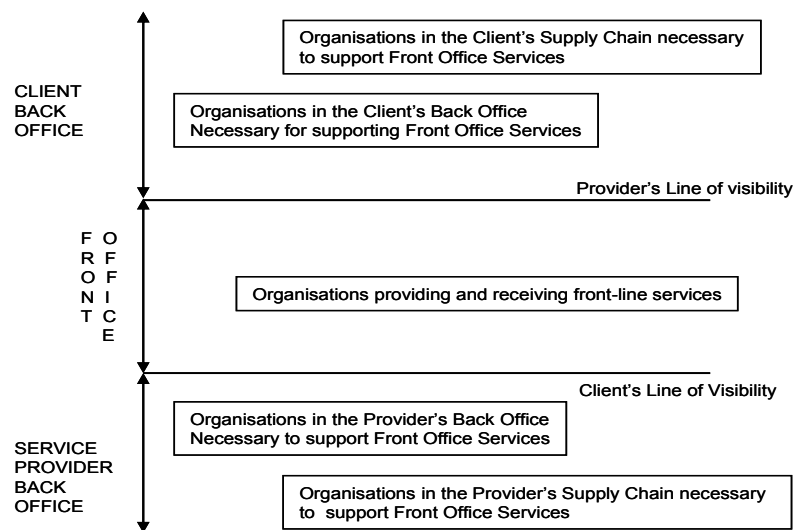 Organisations in the Client's Supply Chain necessary
to support Front Office Services
CLIENT
BACK
OFFICE
Organisations in the Client's Back Office
Necessary for supporting Front Office Services
Provider's Line of visibility
FRONT
OFFICE
Organisations providing and receiving front-line services
Client's Line of Visibility
Organisations in the Provider's Back Office
Necessary to support Front Office Services
SERVICE
PROVIDER
BACK
OFFICE
Organisations in the Provider's Supply Chain necessary
to support Front Office Services